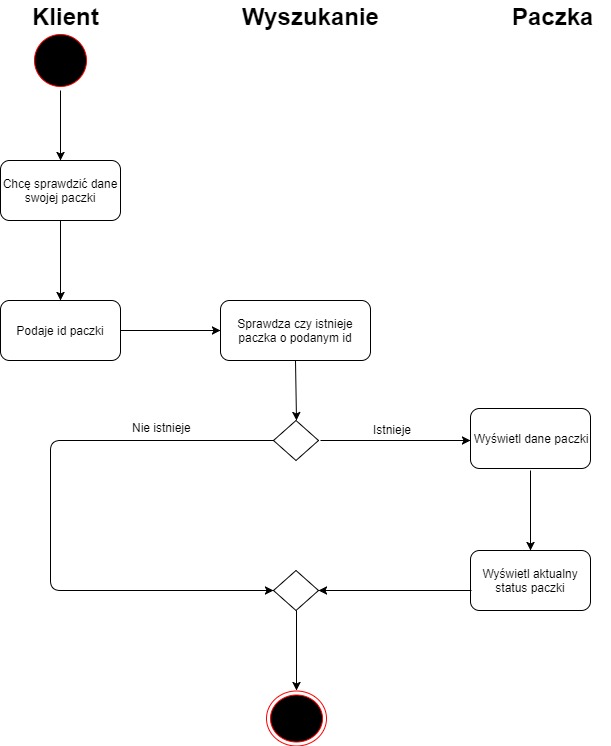 Klient
Wyszukanie
Paczka
Chcę sprawdzić dane
swojej paczki
Podaje id paczki
Sprawdza czy istnieje
paczka o podanym id
Nie istnieje
Istnieje
Wyświetl dane paczki
Wyświetl aktualny
status paczki